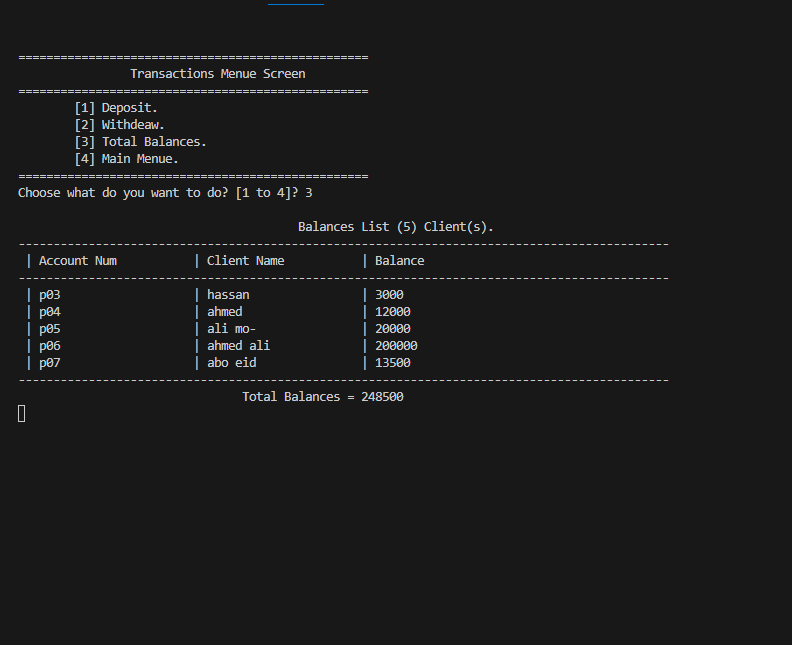 ==================================================
Transactions Menue Screen
==================================================
[1] Deposit.
[2] Withdeaw.
[3] Total Balances.
[4] Main Menue.
==================================================
Choose what do you want to do? [1 to 4]? 3
Balances List (5) Client(s).
---------------------------------------------------------------------------------------------
| Account Num | Client Name | Balance
---------------------------------------------------------------------------------------------
| p03 | hassan | 3000
| p04 | ahmed | 12000
| p05 | ali mo- | 20000
| p06 | ahmed ali | 200000
| p07 | abo eid | 13500
---------------------------------------------------------------------------------------------
Total Balances = 248500